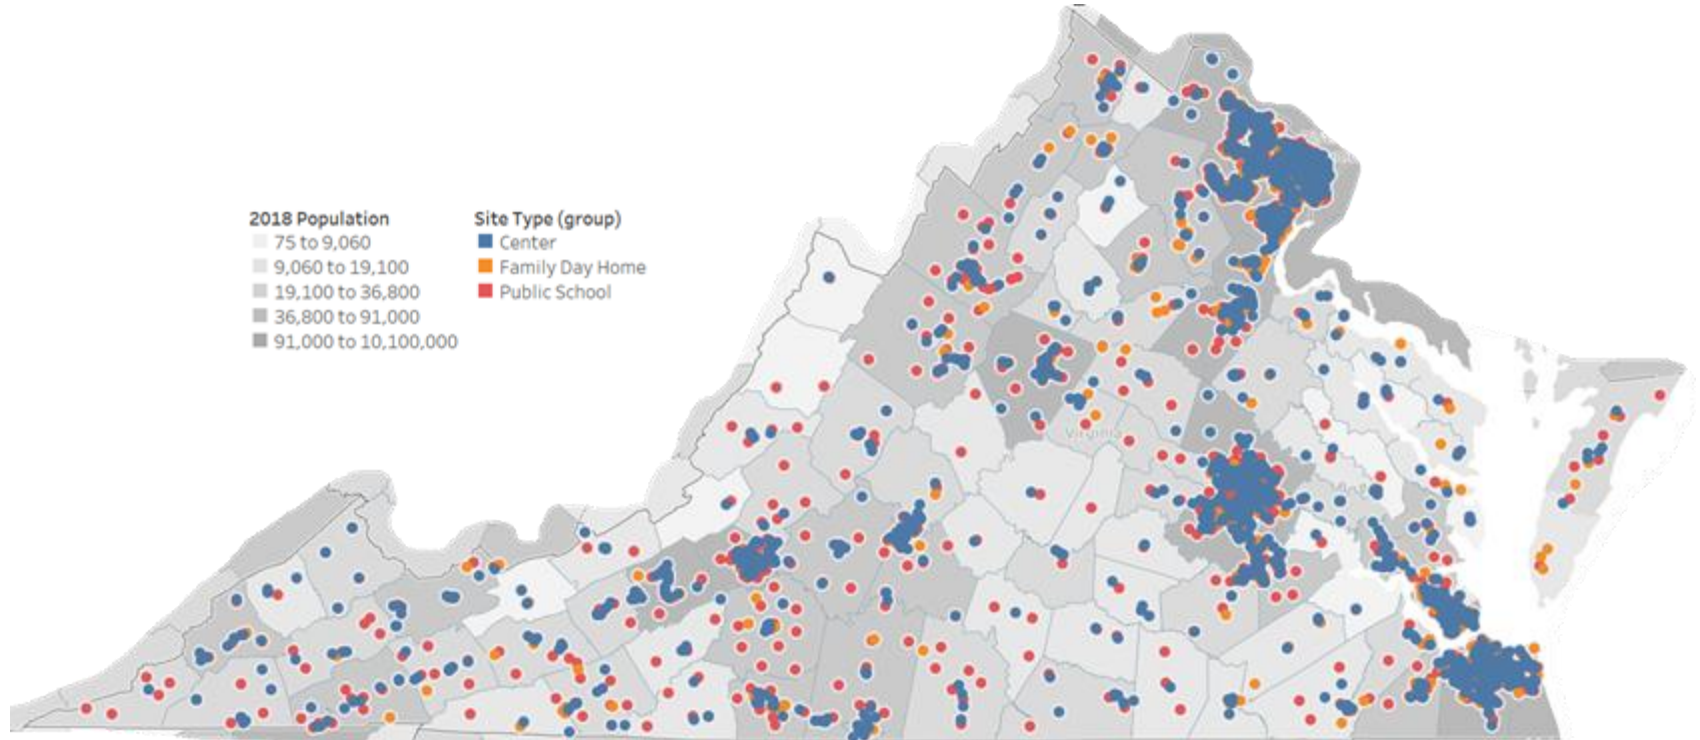 2018 Population
75 to 9,060
9,060 to 19,100
19,100 to 36,800
36,800 to 91,000
91,000 to 10,100,000
Site Type (group)
Center
Family Day Home
Public School
Virginia